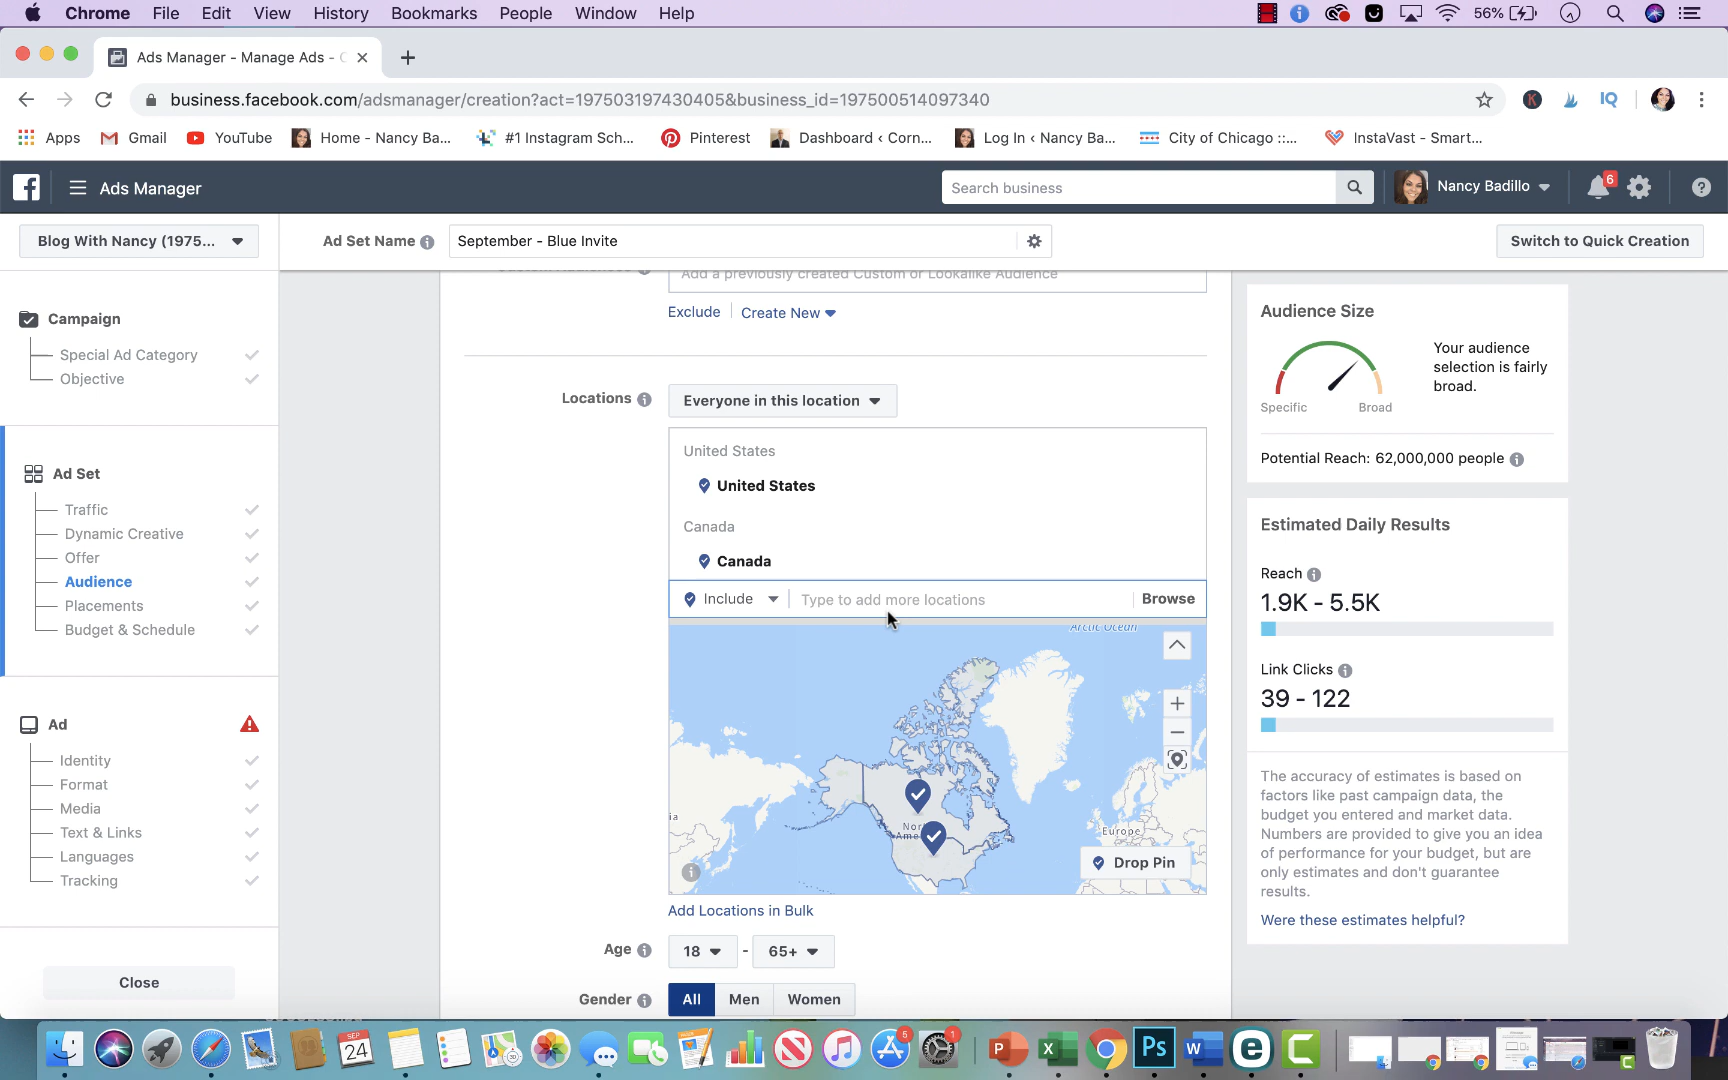 Chrome File Edit View History Bookmarks People Window Help 56%
Ads Manager - Manage Ads -
business.facebook.com/adsmanager/creation?act=197503197430405&business_id=197500514097340 K IQ
Apps Gmail YouTube Home - Nancy Ba... #1 Instagram Sch... Pinterest Dashboard ‹ Corn... Log In ‹ Nancy Ba... City of Chicago ::... InstaVast - Smart...
Ads Manager Search business Nancy Badillo 6
Blog With Nancy (1975... Ad Set Name September - Blue Invite Switch to Quick Creation
Campaign
Special Ad Category
Objective
Ad Set
Traffic
Dynamic Creative
Offer
Audience
Placements
Budget & Schedule
Ad
Identity
Format
Media
Text & Links
Languages
Tracking
Close
Add a previously created Custom or Lookalike Audience
Exclude Create New
Locations Everyone in this location
United States
United States
Canada
Canada
Include Type to add more locations Browse
Arctic Ocean
Europe
Drop Pin
Add Locations in Bulk
Age 18 - 65+
Gender All Men Women
Audience Size
Your audience
selection is fairly
broad.
Specific Broad
Potential Reach: 62,000,000 people
Estimated Daily Results
Reach
1.9K - 5.5K
Link Clicks
39 - 122
The accuracy of estimates is based on
factors like past campaign data, the
budget you entered and market data.
Numbers are provided to give you an idea
of performance for your budget, but are
only estimates and don't guarantee
results.
Were these estimates helpful?
SEP
24
3D
5
1
P X Ps W